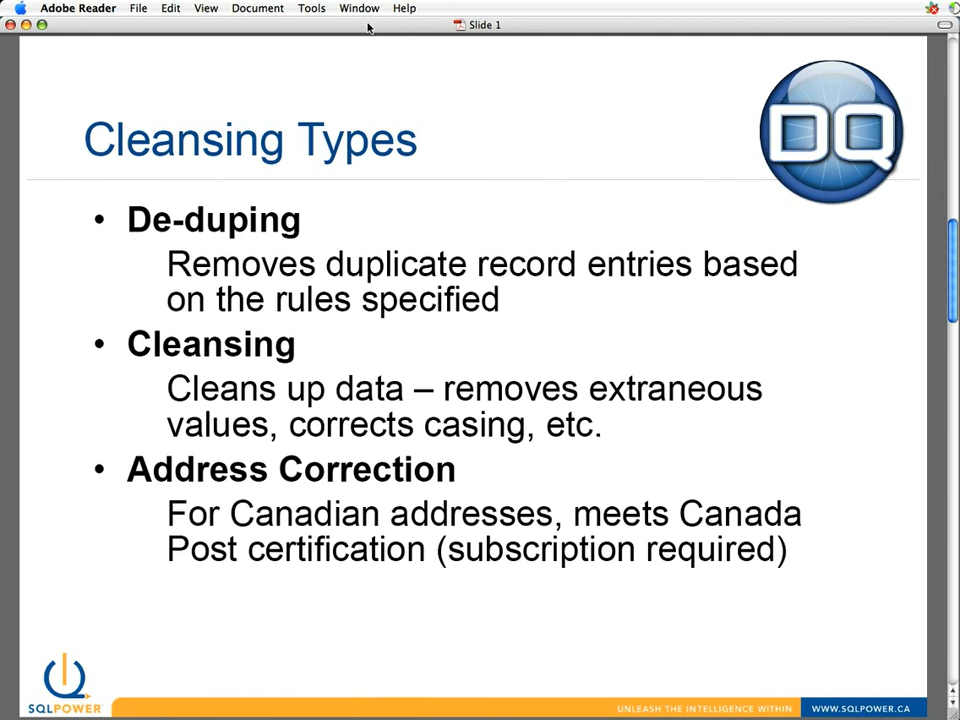 Adobe Reader File Edit View Document Tools Window Help
Slide 1
DQ
Cleansing Types
• De-duping
Removes duplicate record entries based
on the rules specified
• Cleansing
Cleans up data – removes extraneous
values, corrects casing, etc.
• Address Correction
For Canadian addresses, meets Canada
Post certification (subscription required)
SQLPOWER
UNLEASH THE INTELLIGENCE WITHIN
WWW.SQLPOWER.CA